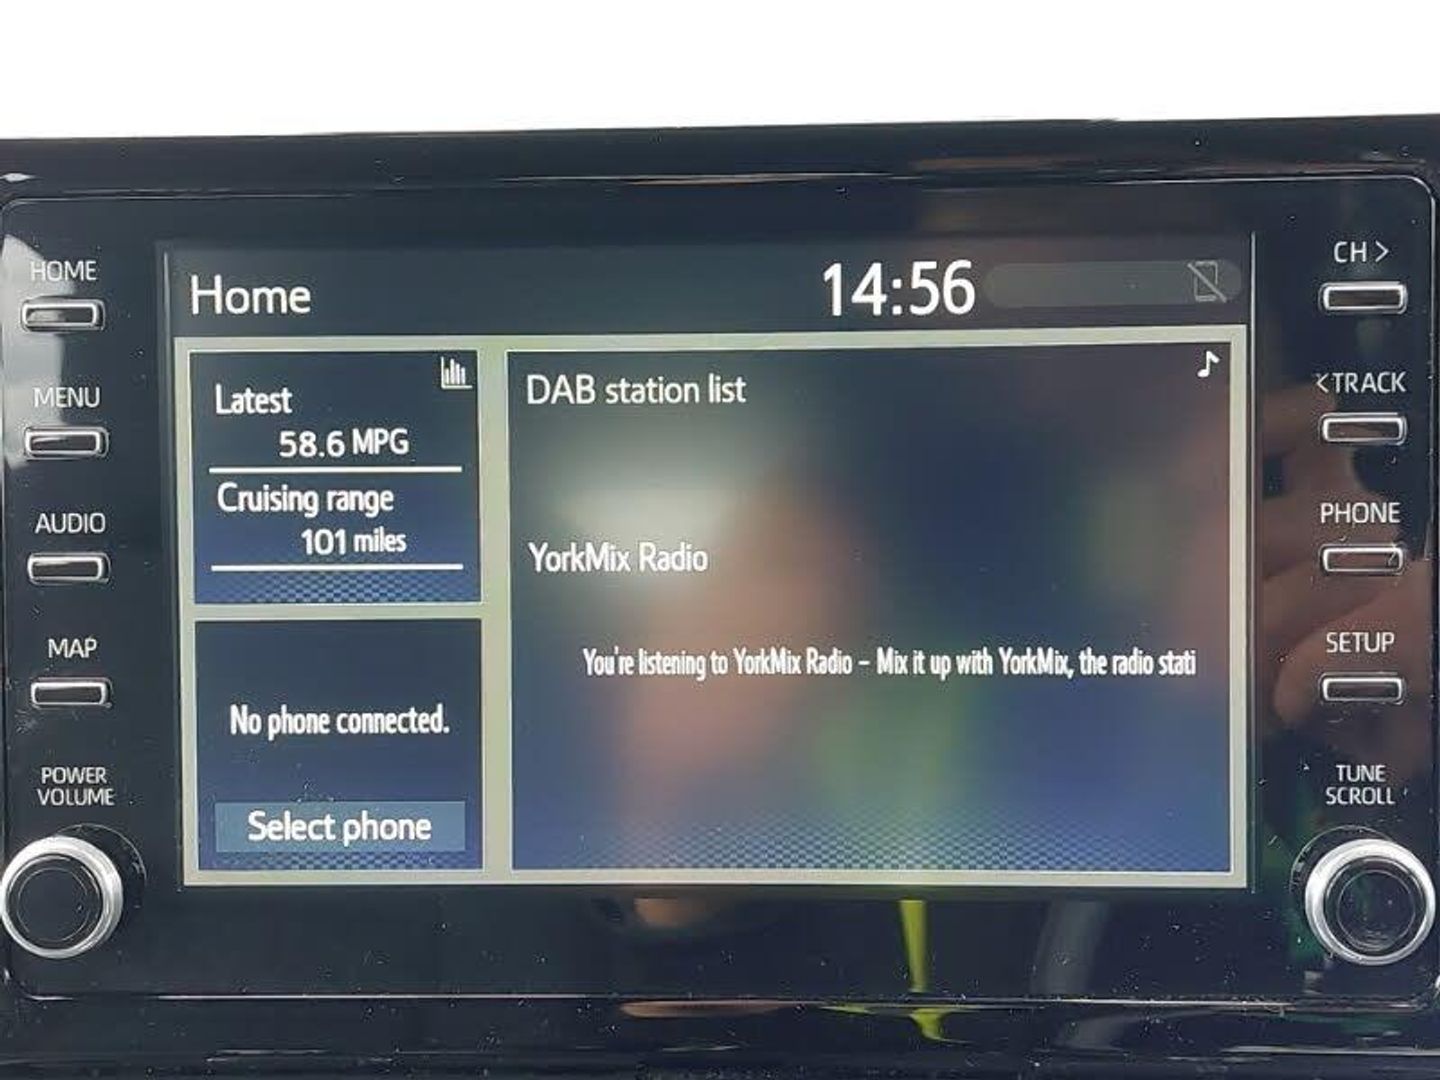 HOME
MENU
AUDIO
MAP
POWER
VOLUME
Home
14:56
Latest
58.6 MPG
Cruising range
101 miles
No phone connected.
Select phone
DAB station list
YorkMix Radio
You're listening to YorkMix Radio – Mix it up with YorkMix, the radio stati
CH >
<TRACK
PHONE
SETUP
TUNE
SCROLL